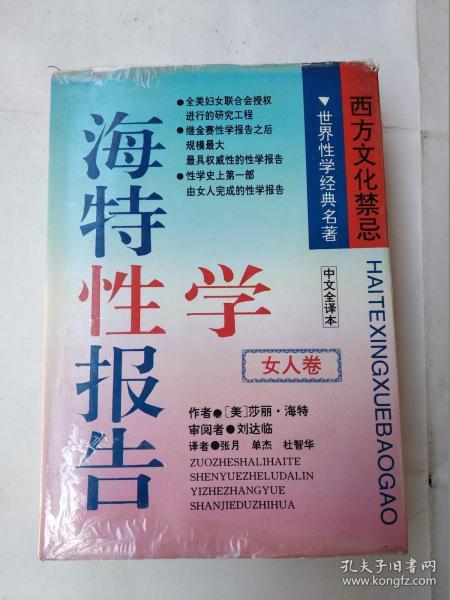 海特性学报告
●全美妇女联合会授权
进行的研究工程
●继金赛性学报告之后
规模最大
最具权威性的性学报告
●性学史上第一部
由女人完成的性学报告
▼世界性学经典名著
西方文化禁忌
中文全译本
HAITEXINGXUEBAOGAO
女人卷
作者●[美]莎丽·海特
审阅者●刘达临
译者●张月 单杰 杜智华
ZUOZHESHALIHAITE
SHENYUEZHELUDALIN
YIZHEZHANGYUE
SHANJIEDUZHIHUA
孔夫子旧书网
www.kongfz.com